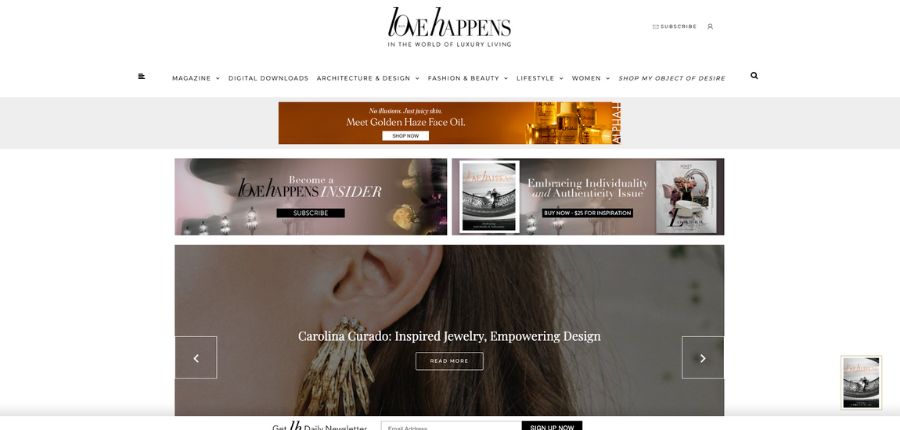 love happens
IN THE WORLD OF LUXURY LIVING
SUBSCRIBE
MAGAZINE DIGITAL DOWNLOADS ARCHITECTURE & DESIGN FASHION & BEAUTY LIFESTYLE WOMEN SHOP MY OBJECT OF DESIRE
No illusions. Just juicy skin.
Meet Golden Haze Face Oil.
SHOP NOW
ALPHA-H
Become a
love happens INSIDER
SUBSCRIBE
Embracing Individuality
and Authenticity Issue
BUY NOW - $25 FOR INSPIRATION
Carolina Curado: Inspired Jewelry, Empowering Design
READ MORE
Get lh Daily Newsletter
Email Address
SIGN UP NOW